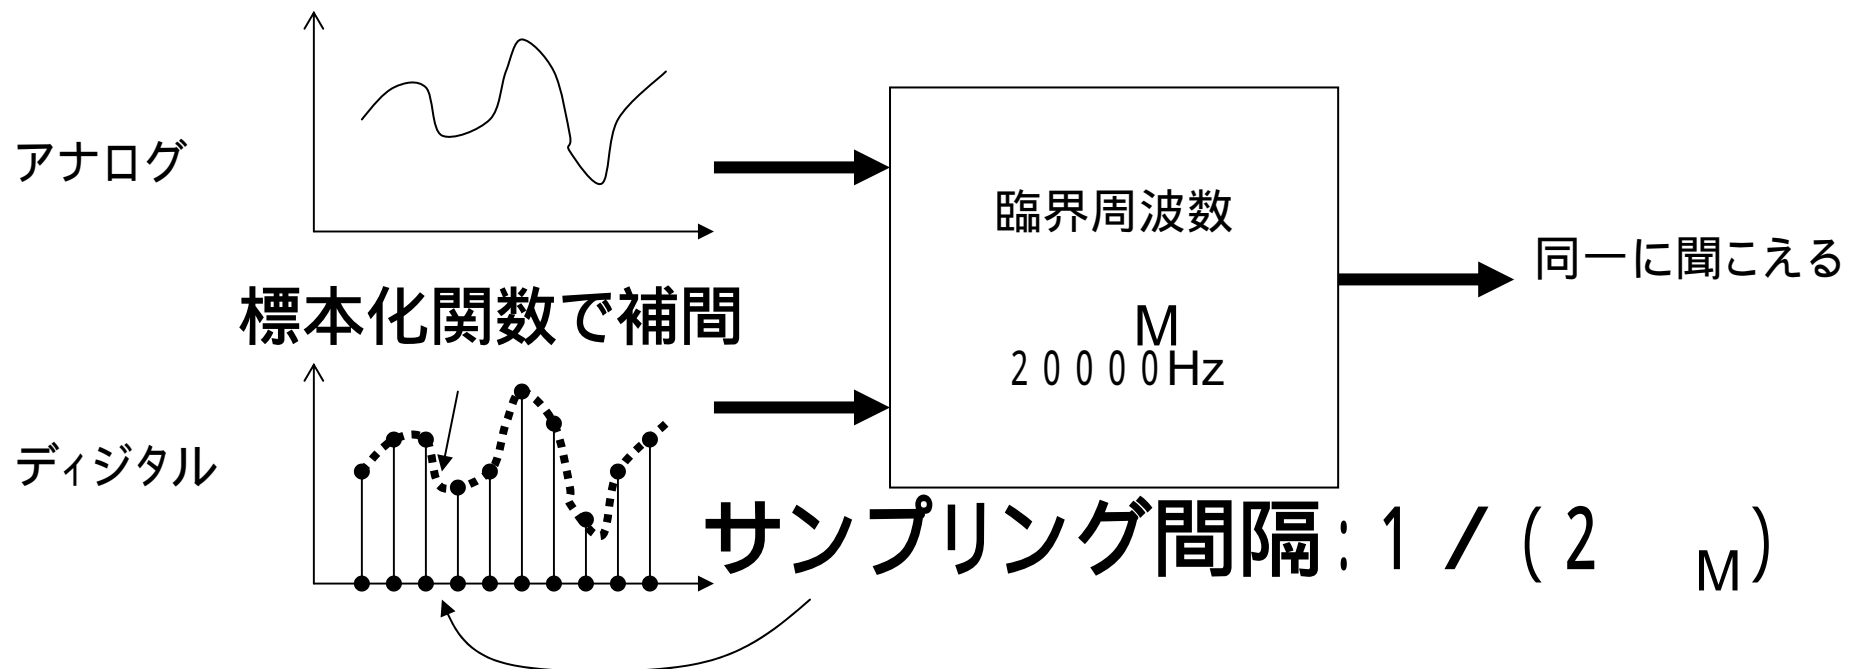 アナログ
臨界周波数
同一に聞こえる
標本化関数で補間
M
20000Hz
ディジタル
サンプリング間隔:1/(2 M)